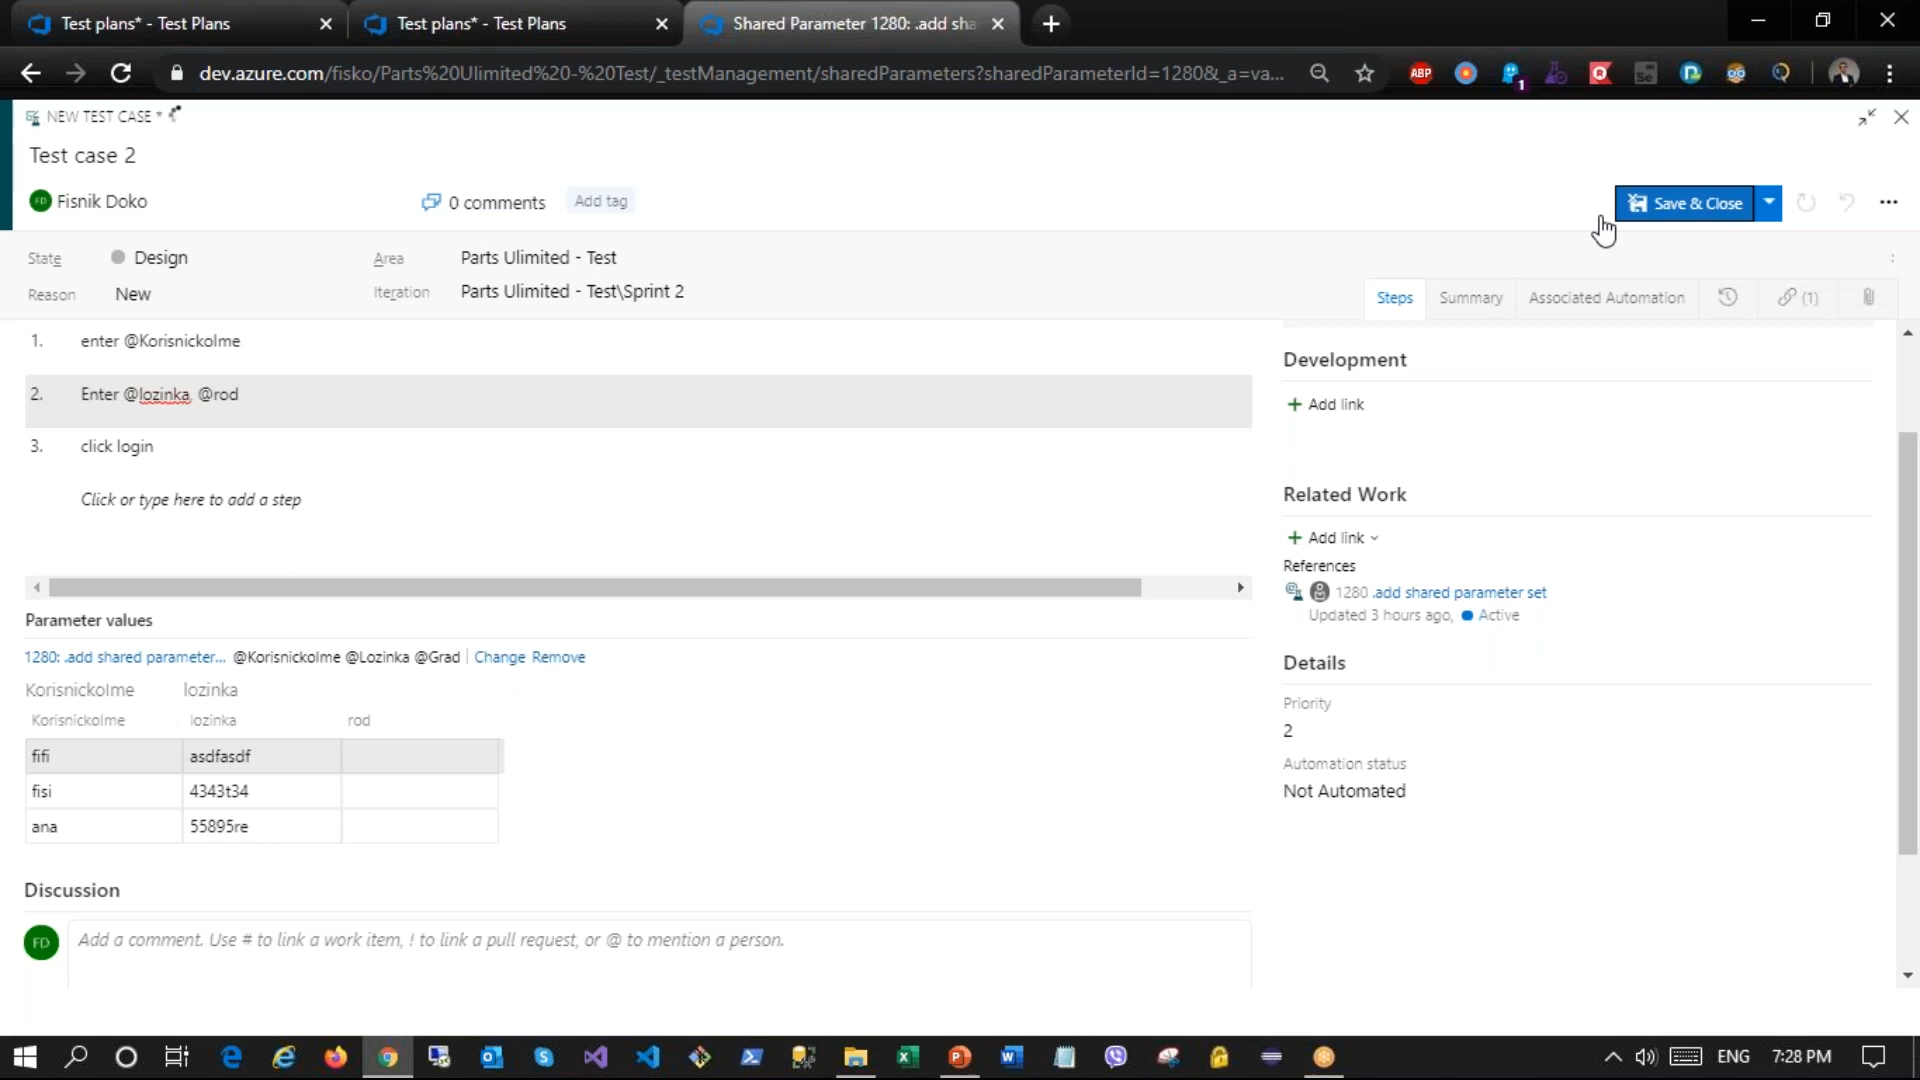 Test plans* - Test Plans
Test plans* - Test Plans
Shared Parameter 1280: .add sha
dev.azure.com/fisko/Parts%20Ulimited%20-%20Test/_testManagement/sharedParameters?sharedParameterId=1280&_a=va...
ABP
1
NEW TEST CASE *
Test case 2
FD
Fisnik Doko
0 comments
Add tag
Save & Close
State
Design
Area
Parts Ulimited - Test
Reason
New
Iteration
Parts Ulimited - Test\Sprint 2
Steps
Summary
Associated Automation
(1)
1.
enter @KorisnickoIme
2.
Enter @lozinka, @rod
3.
click login
Click or type here to add a step
Development
Add link
Related Work
Add link
References
1280 .add shared parameter set
Updated 3 hours ago, Active
Details
Priority
2
Automation status
Not Automated
Parameter values
1280: .add shared parameter... @KorisnickoIme @Lozinka @Grad Change Remove
KorisnickoIme lozinka
KorisnickoIme lozinka rod
fifi asdfasdf
fisi 4343t34
ana 55895re
Discussion
FD
Add a comment. Use # to link a work item, ! to link a pull request, or @ to mention a person.
ENG
7:28 PM